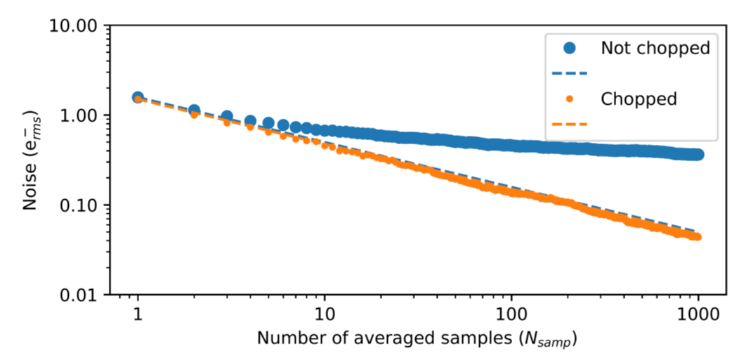 10.00
1.00
0.10
0.01
Noise (e⁻rms)
Not chopped
Chopped
1
10
100
1000
Number of averaged samples (Nsamp)